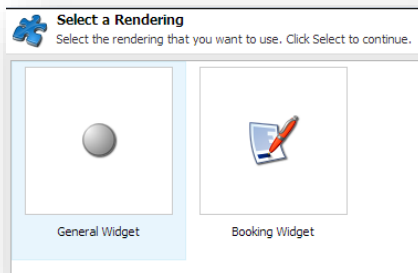 Select a Rendering
Select the rendering that you want to use. Click Select to continue.
General Widget
Booking Widget